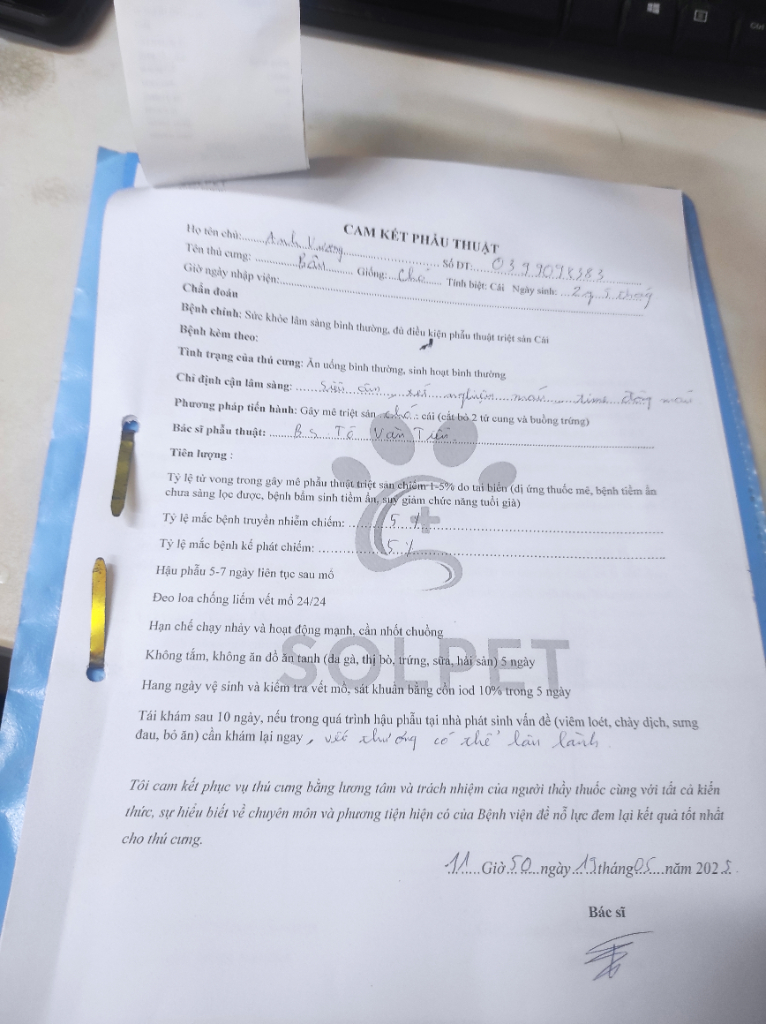 CAM KẾT PHẪU THUẬT
Họ tên chủ: Anh Vương Số ĐT: 0399098383
Tên thú cưng: Bần Giống: Chó Tính biệt: Cái Ngày sinh: 2n 5 tháng
Giờ ngày nhập viện:
Chẩn đoán
Bệnh chính: Sức khỏe lâm sàng bình thường, đủ điều kiện phẫu thuật triệt sản Cái
Bệnh kèm theo:
Tình trạng của thú cưng: Ăn uống bình thường, sinh hoạt bình thường
Chỉ định cận lâm sàng: Siêu âm, xét nghiệm máu, time đông máu
Phương pháp tiến hành: Gây mê triệt sản chó: cái (cắt bỏ 2 tử cung và buồng trứng)
Bác sĩ phẫu thuật: B.S Tô Văn Tiến
Tiên lượng :
Tỷ lệ tử vong trong gây mê phẫu thuật triệt sản chiếm 1-5% do tai biến (dị ứng thuốc mê, bệnh tiềm ẩn
chưa sàng lọc được, bệnh bẩm sinh tiềm ẩn, suy giảm chức năng tuổi già)
Tỷ lệ mắc bệnh truyền nhiễm chiếm: 5 %
Tỷ lệ mắc bệnh kế phát chiếm: 5 %
Hậu phẫu 5-7 ngày liên tục sau mổ
Đeo loa chống liếm vết mổ 24/24
Hạn chế chạy nhảy và hoạt động mạnh, cần nhốt chuồng
SOLPET
Không tắm, không ăn đồ ăn tanh (da gà, thị bò, trứng, sữa, hải sản) 5 ngày
Hang ngày vệ sinh và kiểm tra vết mổ, sát khuẩn bằng cồn iod 10% trong 5 ngày
Tái khám sau 10 ngày, nếu trong quá trình hậu phẫu tại nhà phát sinh vấn đề (viêm loét, chảy dịch, sưng
đau, bỏ ăn) cần khám lại ngay, vết thương có thể lâu lành.
Tôi cam kết phục vụ thú cưng bằng lương tâm và trách nhiệm của người thầy thuốc cùng với tất cả kiến
thức, sự hiểu biết về chuyên môn và phương tiện hiện có của Bệnh viện để nỗ lực đem lại kết quả tốt nhất
cho thú cưng.
11 Giờ 50 ngày 19 tháng 05 năm 2025
Bác sĩ